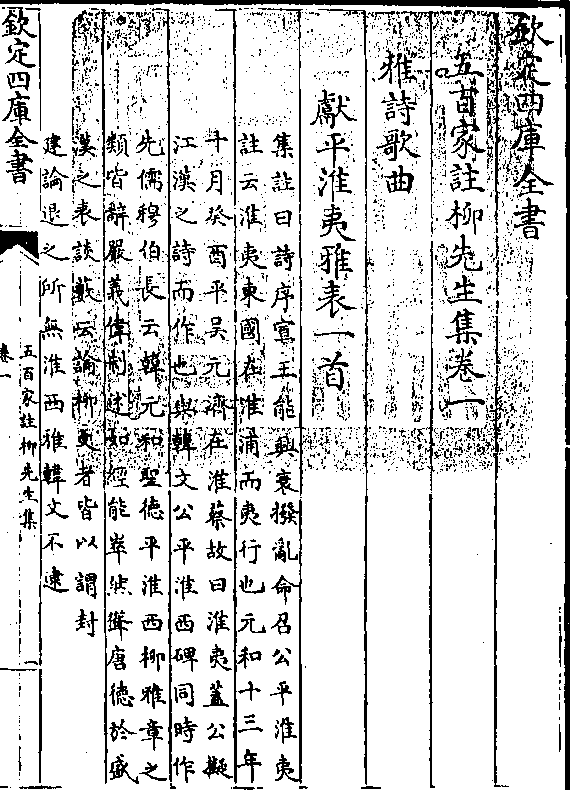 欽定四庫全書
五百家註柳先生集卷一
雅詩歌曲
獻平淮夷雅表一首
集註曰詩序宣王能興衰撥亂命召公平淮夷
註云淮夷東國在淮浦而夷行也元和十三年
十月癸酉平吳元濟在淮蔡故曰淮夷蓋公擬
江漢之詩而作也與韓文公平淮西碑同時作
先儒穆伯長云韓元和聖德平淮西柳雅章之
類皆辭嚴義偉制述如經能崒然聳唐德於盛
漢之表談藪云論柳文者皆以謂封
建論退之所無淮西雅韓文不逮
欽定四庫全書
五百家註柳先生集
卷一
一